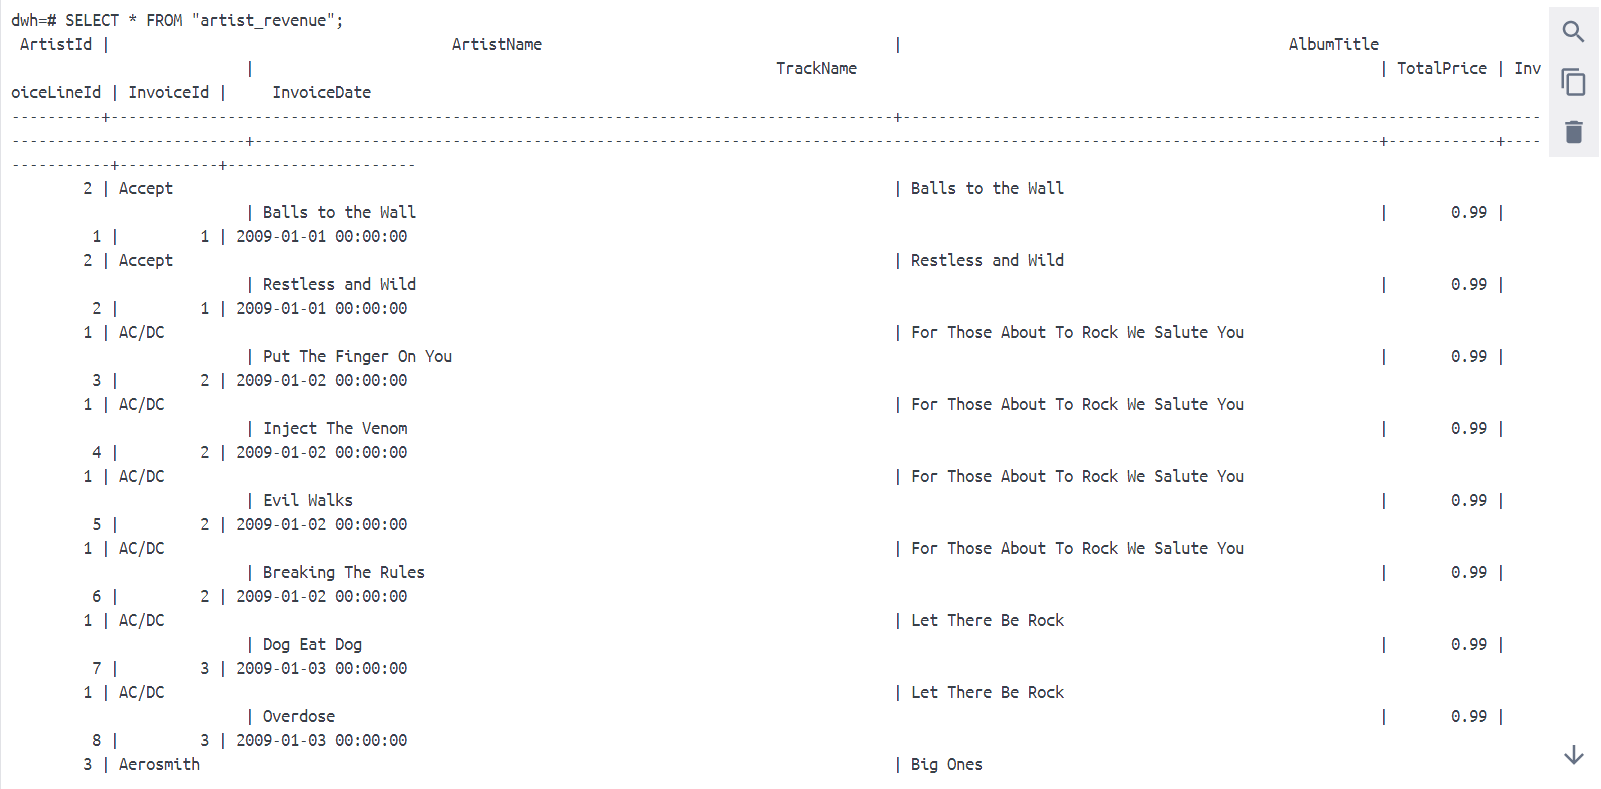 dwh=# SELECT * FROM "artist_revenue";
ArtistId | ArtistName | AlbumTitle
| TrackName | TotalPrice | Inv
oiceLineId | InvoiceId | InvoiceDate
----------+---------------------------------------------------------------------------------------+-----------------------------------------------------------------------
--------------------------+-----------------------------------------------------------------------------------------------------------------------------+------------+----
-----------+-----------+---------------------
2 | Accept | Balls to the Wall
| Balls to the Wall | 0.99 |
1 | 1 | 2009-01-01 00:00:00
2 | Accept | Restless and Wild
| Restless and Wild | 0.99 |
2 | 1 | 2009-01-01 00:00:00
1 | AC/DC | For Those About To Rock We Salute You
| Put The Finger On You | 0.99 |
3 | 2 | 2009-01-02 00:00:00
1 | AC/DC | For Those About To Rock We Salute You
| Inject The Venom | 0.99 |
4 | 2 | 2009-01-02 00:00:00
1 | AC/DC | For Those About To Rock We Salute You
| Evil Walks | 0.99 |
5 | 2 | 2009-01-02 00:00:00
1 | AC/DC | For Those About To Rock We Salute You
| Breaking The Rules | 0.99 |
6 | 2 | 2009-01-02 00:00:00
1 | AC/DC | Let There Be Rock
| Dog Eat Dog | 0.99 |
7 | 3 | 2009-01-03 00:00:00
1 | AC/DC | Let There Be Rock
| Overdose | 0.99 |
8 | 3 | 2009-01-03 00:00:00
3 | Aerosmith | Big Ones